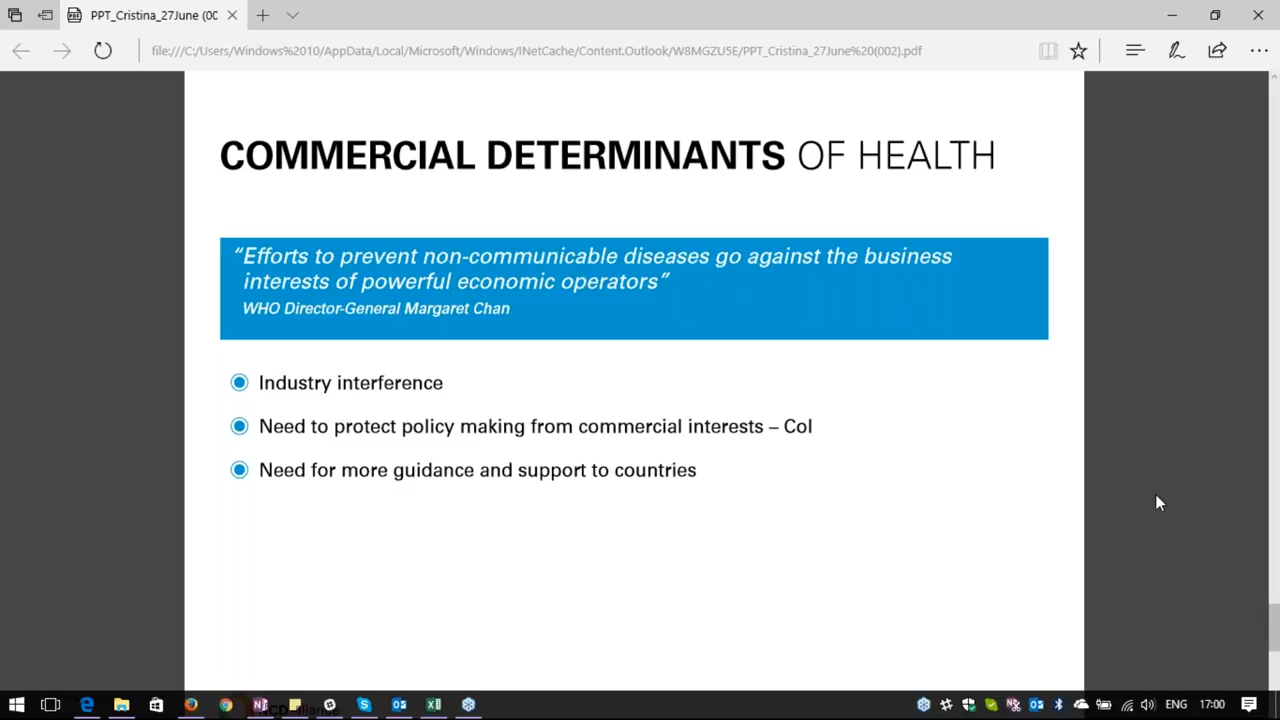 PPT_Cristina_27June (00
file:///C:/Users/Windows%2010/AppData/Local/Microsoft/Windows/INetCache/Content.Outlook/W8MGZU5E/PPT_Cristina_27June%20(002).pdf
COMMERCIAL DETERMINANTS OF HEALTH
“Efforts to prevent non-communicable diseases go against the business
interests of powerful economic operators”
WHO Director-General Margaret Chan
Industry interference
Need to protect policy making from commercial interests – CoI
Need for more guidance and support to countries
ENG 17:00